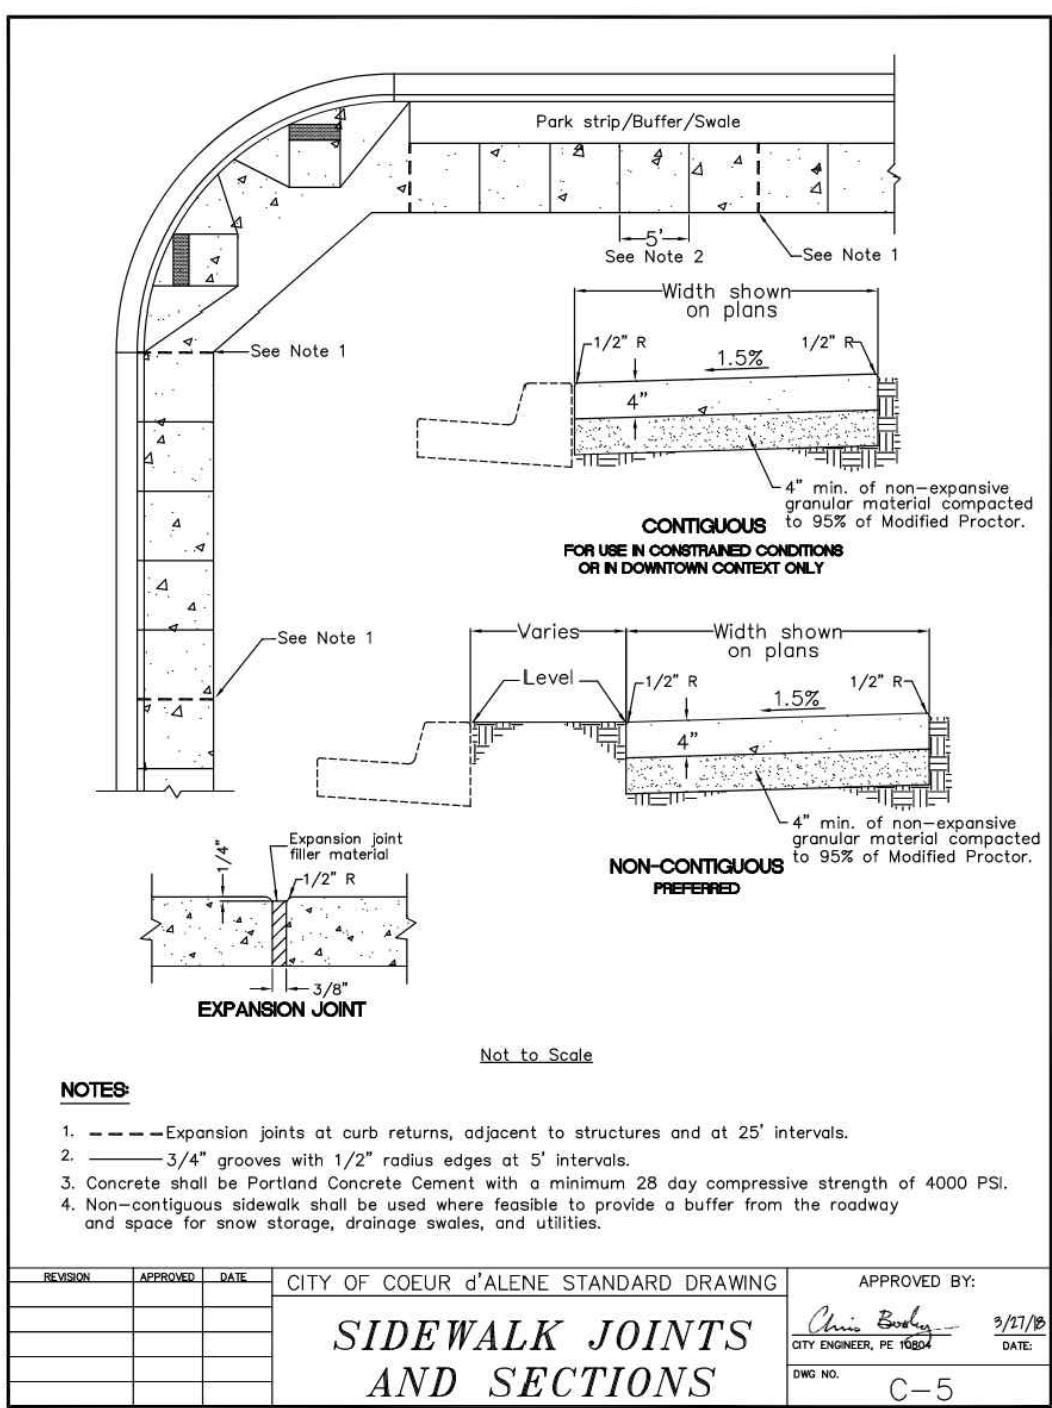 Park strip/Buffer/Swale
5'
See Note 2
See Note 1
Width shown
on plans
1/2" R
1.5%
1/2" R
4"
See Note 1
4" min. of non-expansive
granular material compacted
to 95% of Modified Proctor.
CONTIGUOUS
FOR USE IN CONSTRAINED CONDITIONS
OR IN DOWNTOWN CONTEXT ONLY
See Note 1
Varies
Width shown
on plans
Level
1/2" R
1.5%
1/2" R
4"
4" min. of non-expansive
granular material compacted
to 95% of Modified Proctor.
NON-CONTIGUOUS
PREFERRED
1/4"
Expansion joint
filler material
1/2" R
3/8"
EXPANSION JOINT
Not to Scale
NOTES:
1. Expansion joints at curb returns, adjacent to structures and at 25' intervals.
2. 3/4" grooves with 1/2" radius edges at 5' intervals.
3. Concrete shall be Portland Concrete Cement with a minimum 28 day compressive strength of 4000 PSI.
4. Non-contiguous sidewalk shall be used where feasible to provide a buffer from the roadway
and space for snow storage, drainage swales, and utilities.
REVISION APPROVED DATE
CITY OF COEUR d'ALENE STANDARD DRAWING
SIDEWALK JOINTS
AND SECTIONS
APPROVED BY:
Chris 3/27/18
CITY ENGINEER, PE 10804 DATE:
DWG NO.
C-5